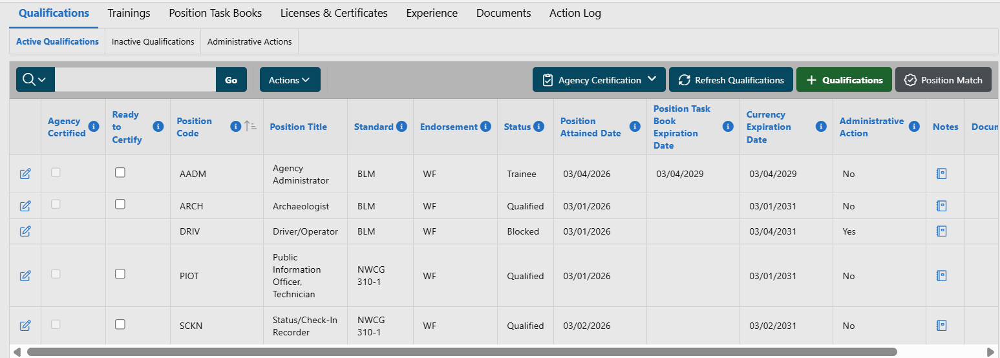 Qualifications Trainings Position Task Books Licenses & Certificates Experience Documents Action Log
Active Qualifications Inactive Qualifications Administrative Actions
Go Actions Agency Certification Refresh Qualifications + Qualifications Position Match
Agency Certified Ready to Certify Position Code Position Title Standard Endorsement Status Position Attained Date Position Task Book Expiration Date Currency Expiration Date Administrative Action Notes Docum
AADM Agency Administrator BLM WF Trainee 03/04/2026 03/04/2029 03/04/2029 No
ARCH Archaeologist BLM WF Qualified 03/01/2026 03/01/2031 No
DRIV Driver/Operator BLM WF Blocked 03/01/2026 03/04/2031 Yes
PIOT Public Information Officer, Technician NWCG 310-1 WF Qualified 03/01/2026 03/01/2031 No
SCKN Status/Check-In Recorder NWCG 310-1 WF Qualified 03/02/2026 03/02/2031 No